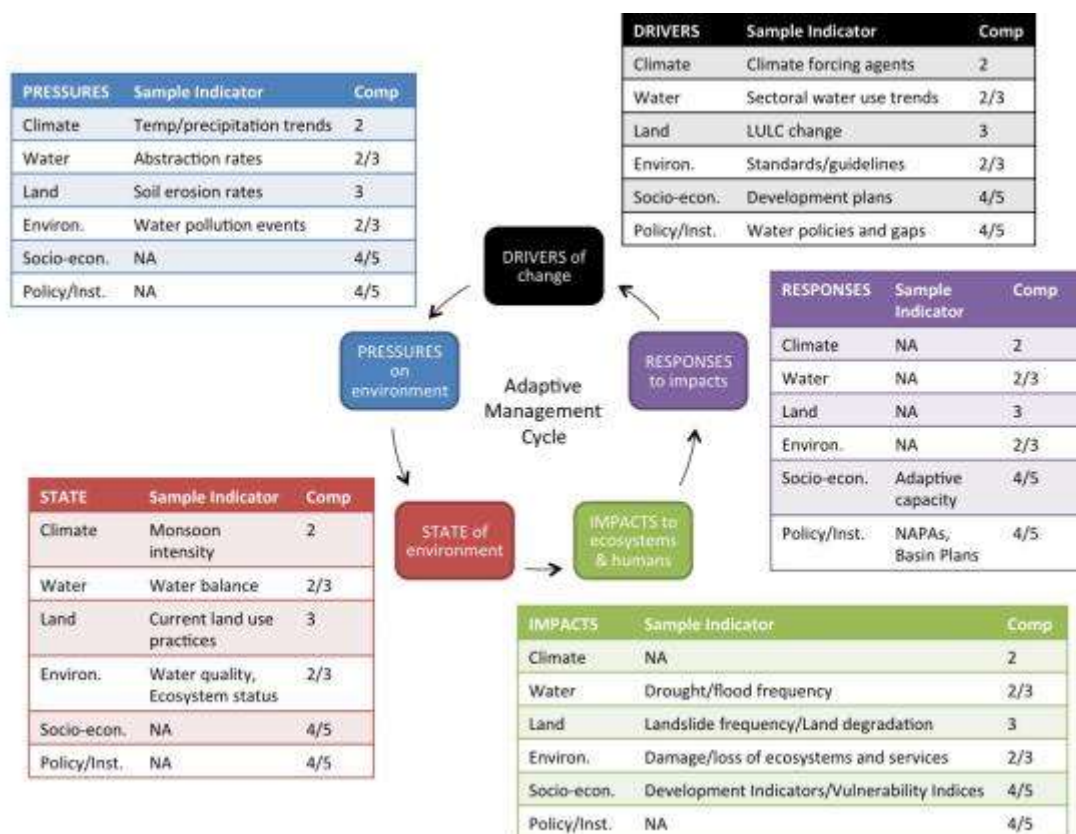 DRIVERS Sample Indicator Comp
Climate Climate forcing agents 2
Water Sectoral water use trends 2/3
Land LULC change 3
Environ. Standards/guidelines 2/3
Socio-econ. Development plans 4/5
Policy/Inst. Water policies and gaps 4/5
PRESSURES Sample Indicator Comp
Climate Temp/precipitation trends 2
Water Abstraction rates 2/3
Land Soil erosion rates 3
Environ. Water pollution events 2/3
Socio-econ. NA 4/5
Policy/Inst. NA 4/5
DRIVERS of
change
PRESSURES
on
environment
Adaptive
Management
Cycle
RESPONSES
to impacts
STATE of
environment
IMPACTS to
ecosystems
& humans
RESPONSES Sample Comp
Indicator
Climate NA 2
Water NA 2/3
Land NA 3
Environ. NA 2/3
Socio-econ. Adaptive 4/5
capacity
Policy/Inst. NAPAs, 4/5
Basin Plans
STATE Sample Indicator Comp
Climate Monsoon 2
intensity
Water Water balance 2/3
Land Current land use 3
practices
Environ. Water quality, 2/3
Ecosystem status
Socio-econ. NA 4/5
Policy/Inst. NA 4/5
IMPACTS Sample Indicator Comp
Climate NA 2
Water Drought/flood frequency 2/3
Land Landslide frequency/Land degradation 3
Environ. Damage/loss of ecosystems and services 2/3
Socio-econ. Development Indicators/Vulnerability Indices 4/5
Policy/Inst. NA 4/5